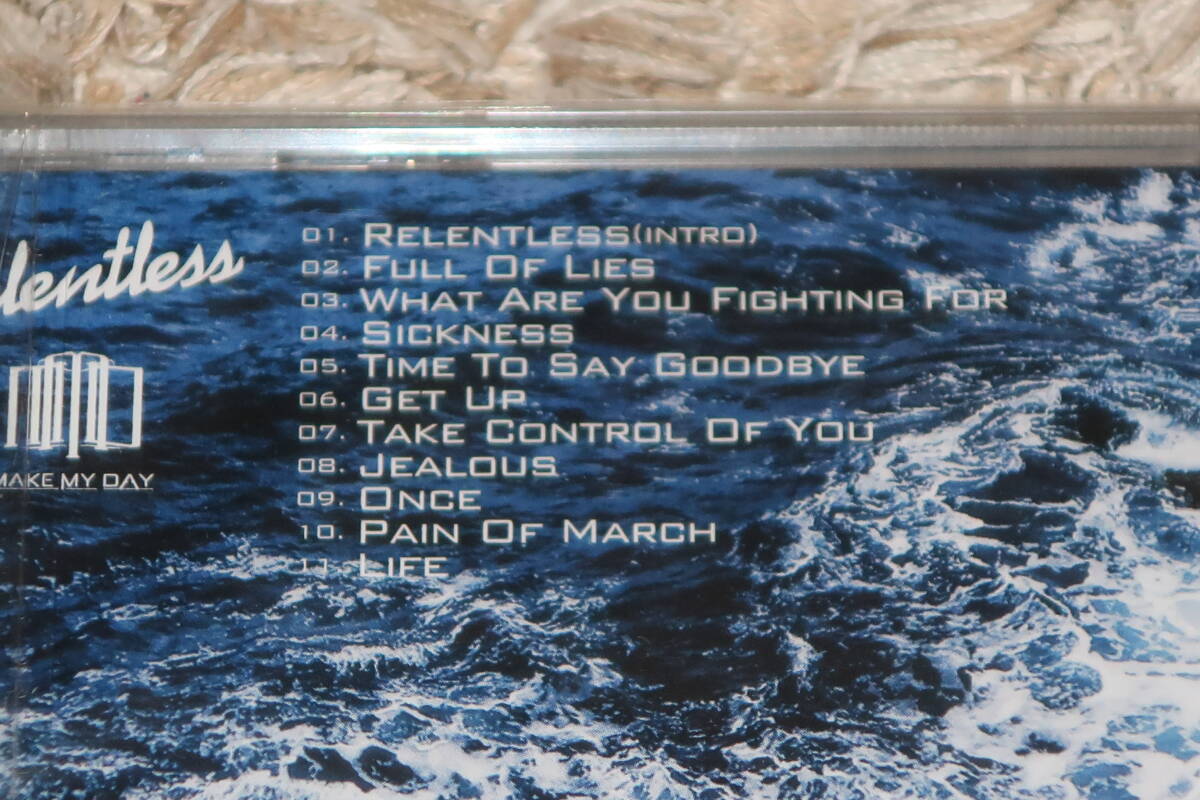 lentless
MAKE MY DAY
01. RELENTLESS(INTRO)
02. FULL OF LIES
03. WHAT ARE YOU FIGHTING FOR
04. SICKNESS
05. TIME TO SAY GOODBYE
06. GET UP
07. TAKE CONTROL OF YOU
08. JEALOUS
09. ONCE
10. PAIN OF MARCH
11. LIFE